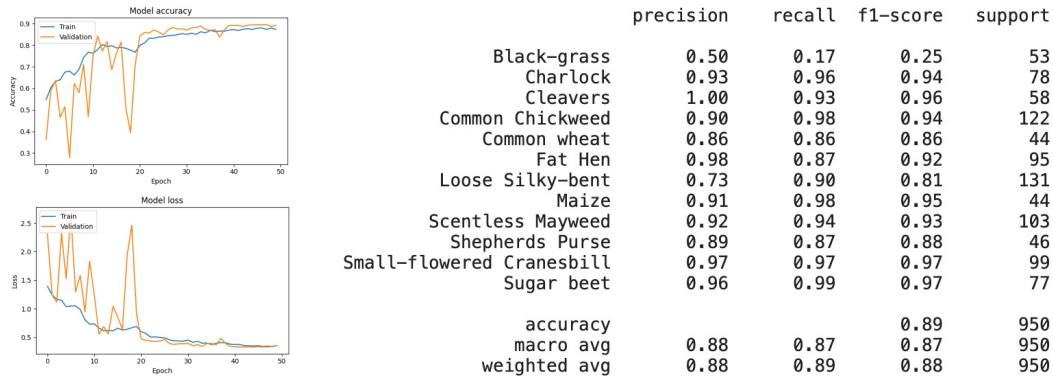 Model accuracy
Train
Validation
Accuracy
0.9
0.8
0.7
0.6
0.5
0.4
0.3
0 10 20 30 40 50
Epoch
Model loss
Train
Validation
Loss
2.5
2.0
1.5
1.0
0.5
0 10 20 30 40 50
Epoch
precision recall f1-score support
Black-grass 0.50 0.17 0.25 53
Charlock 0.93 0.96 0.94 78
Cleavers 1.00 0.93 0.96 58
Common Chickweed 0.90 0.98 0.94 122
Common wheat 0.86 0.86 0.86 44
Fat Hen 0.98 0.87 0.92 95
Loose Silky-bent 0.73 0.90 0.81 131
Maize 0.91 0.98 0.95 44
Scentless Mayweed 0.92 0.94 0.93 103
Shepherds Purse 0.89 0.87 0.88 46
Small-flowered Cranesbill 0.97 0.97 0.97 99
Sugar beet 0.96 0.99 0.97 77
accuracy 0.89 950
macro avg 0.88 0.87 0.87 950
weighted avg 0.88 0.89 0.88 950